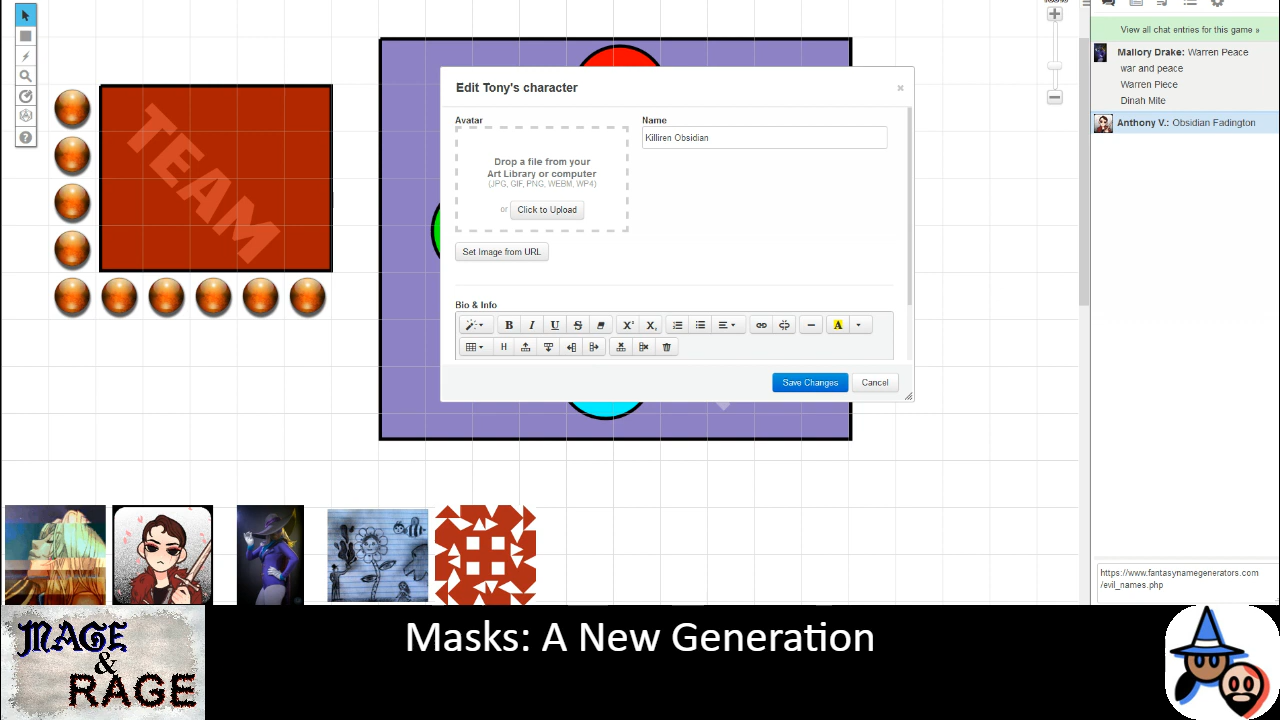 TEAM
Edit Tony's character
×
Avatar
Drop a file from your
Art Library or computer
(JPG, GIF, PNG, WEBM, WP4)
or Click to Upload
Set Image from URL
Name
Killiren Obsidian
Bio & Info
B I U S X² X, A
H
Save Changes
Cancel
View all chat entries for this game »
Mallory Drake: Warren Peace
war and peace
Warren Piece
Dinah Mite
Anthony V.: Obsidian Fadington
https://www.fantasynamegenerators.com
/evil_names.php
MAGE
&
RAGE
Masks: A New Generation